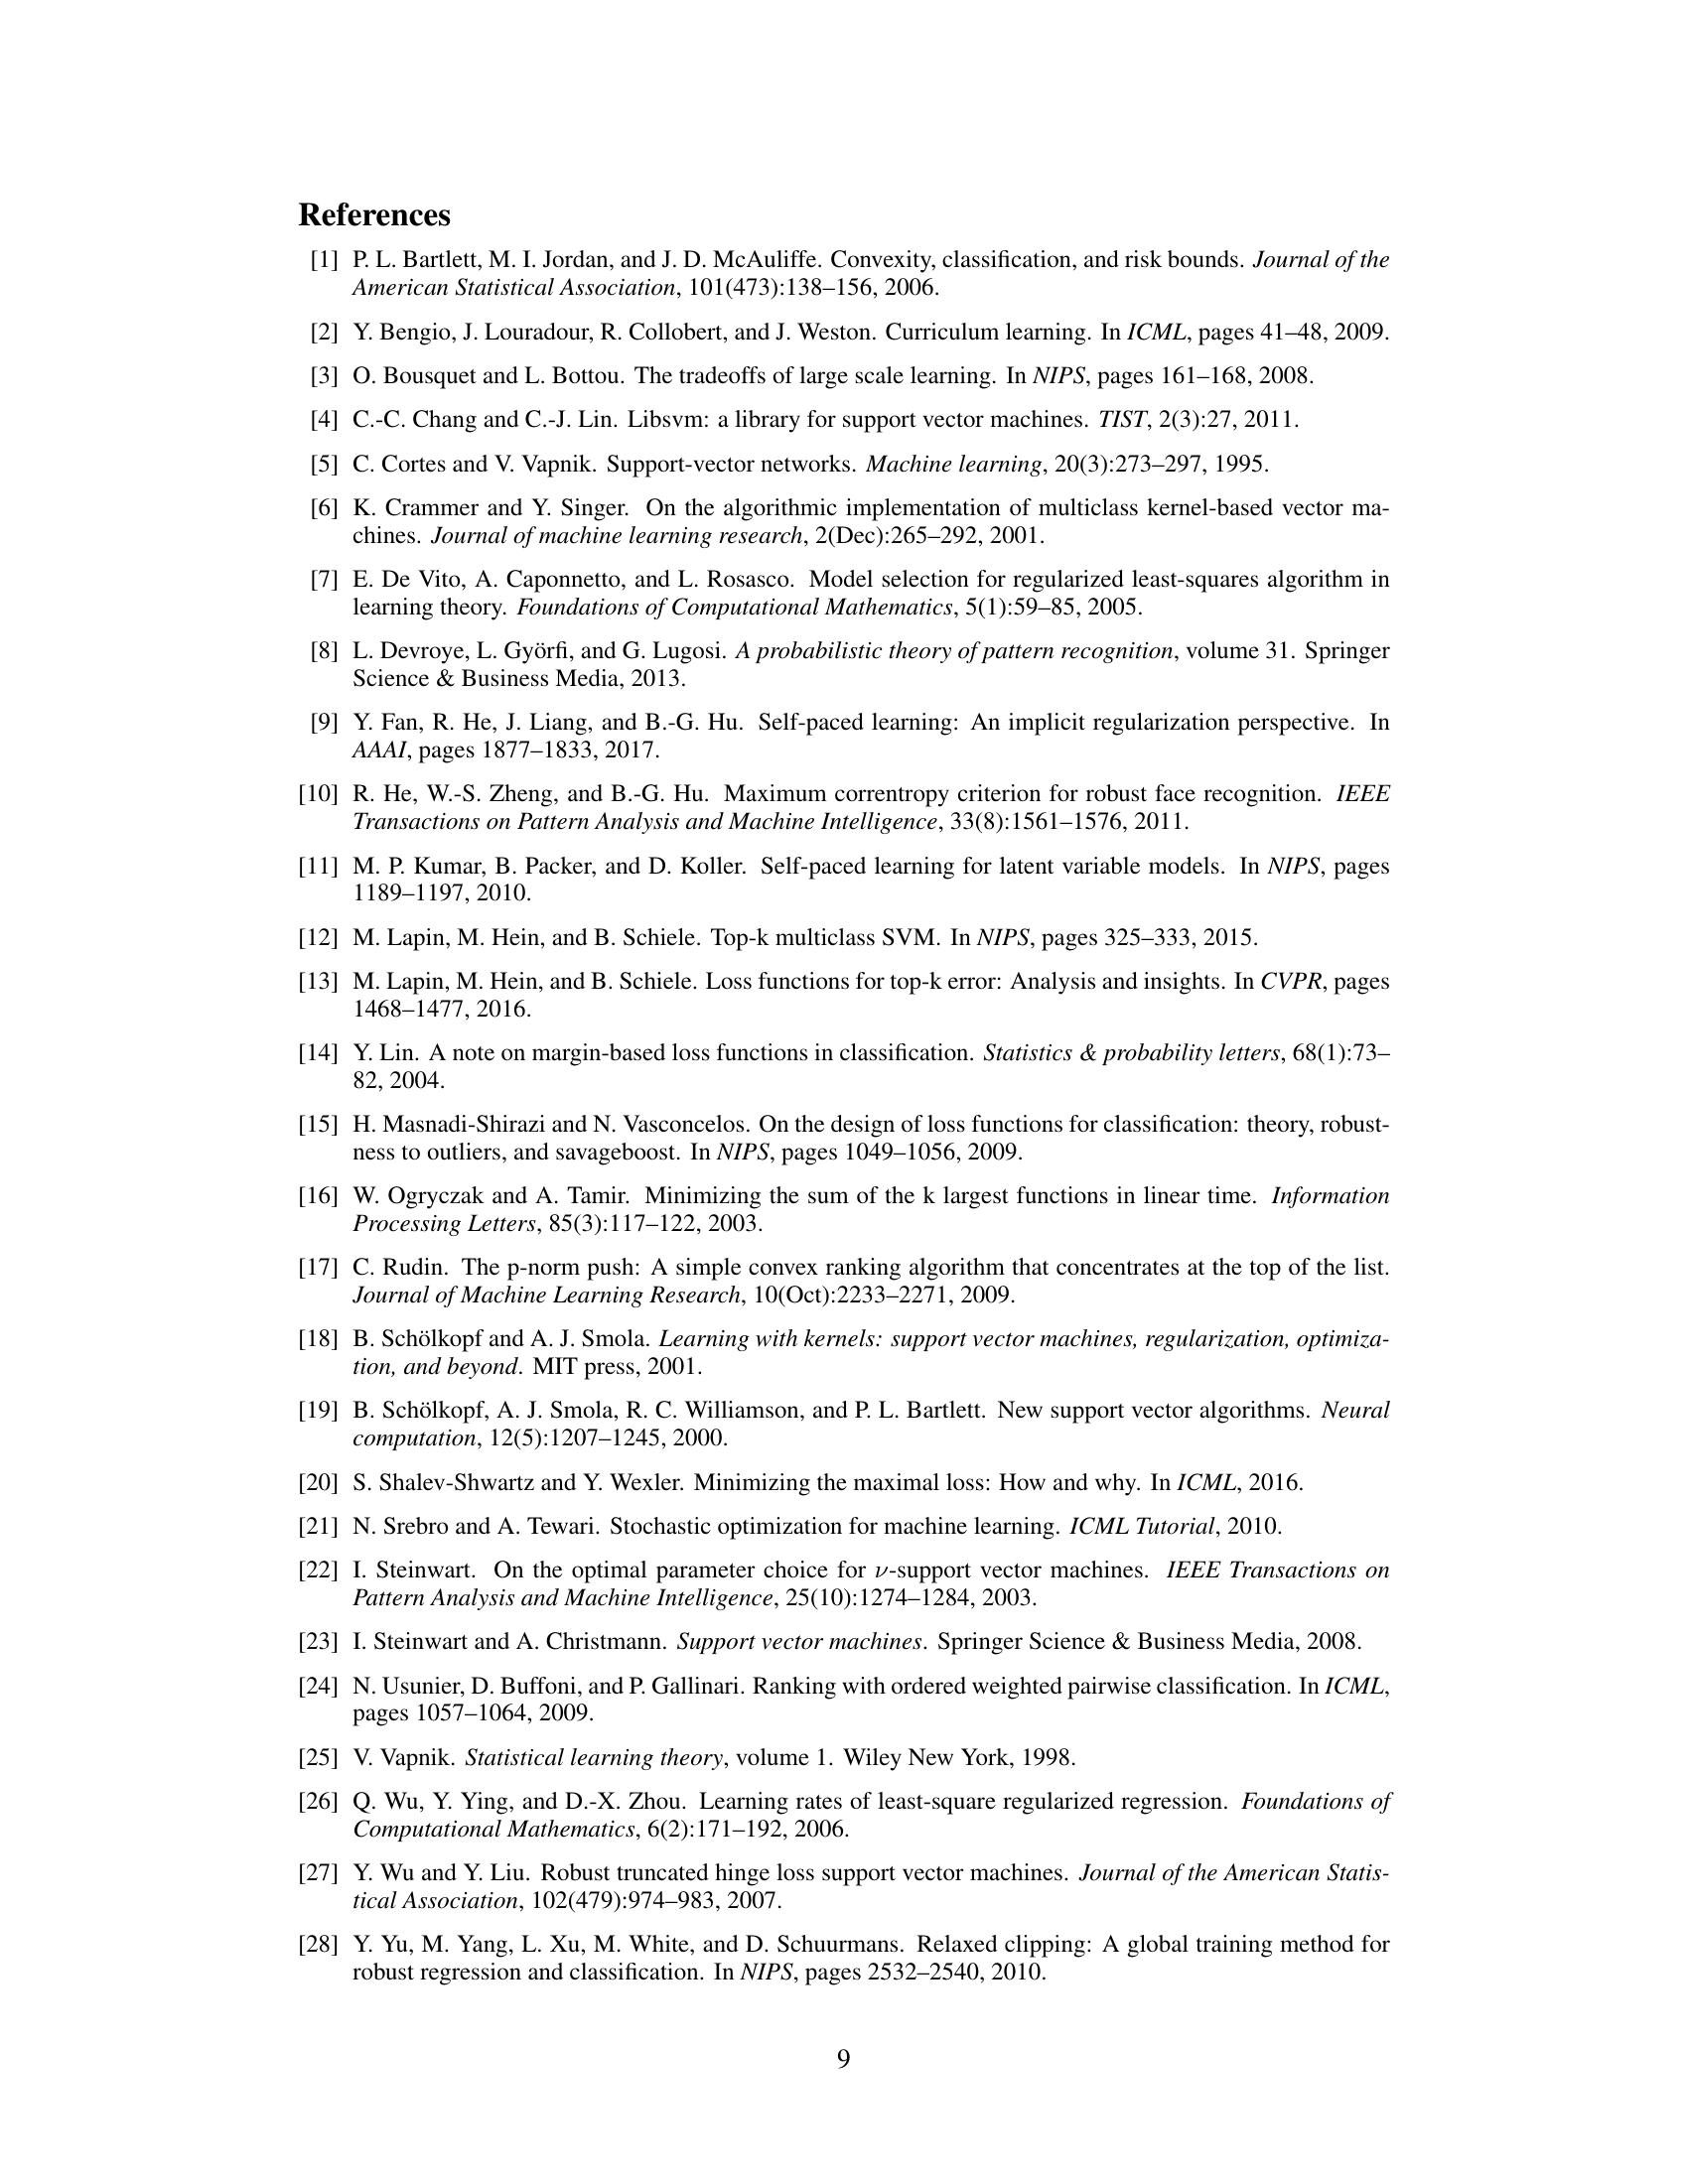 References
[1] P. L. Bartlett, M. I. Jordan, and J. D. McAuliffe. Convexity, classification, and risk bounds. Journal of the
American Statistical Association, 101(473):138–156, 2006.
[2] Y. Bengio, J. Louradour, R. Collobert, and J. Weston. Curriculum learning. In ICML, pages 41–48, 2009.
[3] O. Bousquet and L. Bottou. The tradeoffs of large scale learning. In NIPS, pages 161–168, 2008.
[4] C.-C. Chang and C.-J. Lin. Libsvm: a library for support vector machines. TIST, 2(3):27, 2011.
[5] C. Cortes and V. Vapnik. Support-vector networks. Machine learning, 20(3):273–297, 1995.
[6] K. Crammer and Y. Singer. On the algorithmic implementation of multiclass kernel-based vector ma-
chines. Journal of machine learning research, 2(Dec):265–292, 2001.
[7] E. De Vito, A. Caponnetto, and L. Rosasco. Model selection for regularized least-squares algorithm in
learning theory. Foundations of Computational Mathematics, 5(1):59–85, 2005.
[8] L. Devroye, L. Györfi, and G. Lugosi. A probabilistic theory of pattern recognition, volume 31. Springer
Science & Business Media, 2013.
[9] Y. Fan, R. He, J. Liang, and B.-G. Hu. Self-paced learning: An implicit regularization perspective. In
AAAI, pages 1877–1833, 2017.
[10] R. He, W.-S. Zheng, and B.-G. Hu. Maximum correntropy criterion for robust face recognition. IEEE
Transactions on Pattern Analysis and Machine Intelligence, 33(8):1561–1576, 2011.
[11] M. P. Kumar, B. Packer, and D. Koller. Self-paced learning for latent variable models. In NIPS, pages
1189–1197, 2010.
[12] M. Lapin, M. Hein, and B. Schiele. Top-k multiclass SVM. In NIPS, pages 325–333, 2015.
[13] M. Lapin, M. Hein, and B. Schiele. Loss functions for top-k error: Analysis and insights. In CVPR, pages
1468–1477, 2016.
[14] Y. Lin. A note on margin-based loss functions in classification. Statistics & probability letters, 68(1):73–
82, 2004.
[15] H. Masnadi-Shirazi and N. Vasconcelos. On the design of loss functions for classification: theory, robust-
ness to outliers, and savageboost. In NIPS, pages 1049–1056, 2009.
[16] W. Ogryczak and A. Tamir. Minimizing the sum of the k largest functions in linear time. Information
Processing Letters, 85(3):117–122, 2003.
[17] C. Rudin. The p-norm push: A simple convex ranking algorithm that concentrates at the top of the list.
Journal of Machine Learning Research, 10(Oct):2233–2271, 2009.
[18] B. Schölkopf and A. J. Smola. Learning with kernels: support vector machines, regularization, optimiza-
tion, and beyond. MIT press, 2001.
[19] B. Schölkopf, A. J. Smola, R. C. Williamson, and P. L. Bartlett. New support vector algorithms. Neural
computation, 12(5):1207–1245, 2000.
[20] S. Shalev-Shwartz and Y. Wexler. Minimizing the maximal loss: How and why. In ICML, 2016.
[21] N. Srebro and A. Tewari. Stochastic optimization for machine learning. ICML Tutorial, 2010.
[22] I. Steinwart. On the optimal parameter choice for ν-support vector machines. IEEE Transactions on
Pattern Analysis and Machine Intelligence, 25(10):1274–1284, 2003.
[23] I. Steinwart and A. Christmann. Support vector machines. Springer Science & Business Media, 2008.
[24] N. Usunier, D. Buffoni, and P. Gallinari. Ranking with ordered weighted pairwise classification. In ICML,
pages 1057–1064, 2009.
[25] V. Vapnik. Statistical learning theory, volume 1. Wiley New York, 1998.
[26] Q. Wu, Y. Ying, and D.-X. Zhou. Learning rates of least-square regularized regression. Foundations of
Computational Mathematics, 6(2):171–192, 2006.
[27] Y. Wu and Y. Liu. Robust truncated hinge loss support vector machines. Journal of the American Statis-
tical Association, 102(479):974–983, 2007.
[28] Y. Yu, M. Yang, L. Xu, M. White, and D. Schuurmans. Relaxed clipping: A global training method for
robust regression and classification. In NIPS, pages 2532–2540, 2010.
9